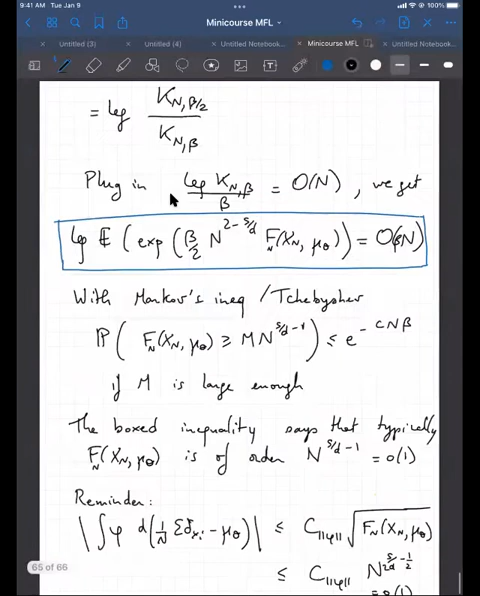 9:41 AM Tue Jan 9
100%
Minicourse MFL
Untitled (3)
Untitled (4)
Untitled Notebook...
Minicourse MFL
Untitled Notebook...
= log K_{N,β/2} / K_{N,β}
Plug in log K_{N,β} / β = O(N), we get
log E ( exp ( β/2 N^{2-s/d} F_N(X_N, μ_θ) ) ) = O(βN)
With Markov's ineq / Tchebyshev
P ( F_N(X_N, μ_θ) ≥ M N^{s/d-1} ) ≤ e^{-CNβ}
if M is large enough
The boxed inequality says that typically
F_N(X_N, μ_θ) is of order N^{s/d-1} = o(1)
Reminder:
| ∫φ d( 1/N Σδ_{x_i} - μ_θ ) | ≤ C_{||φ||} √F_N(X_N, μ_θ)
65 of 66
≤ C_{||φ||} N^{s/2d - 1/2}
= o(1)